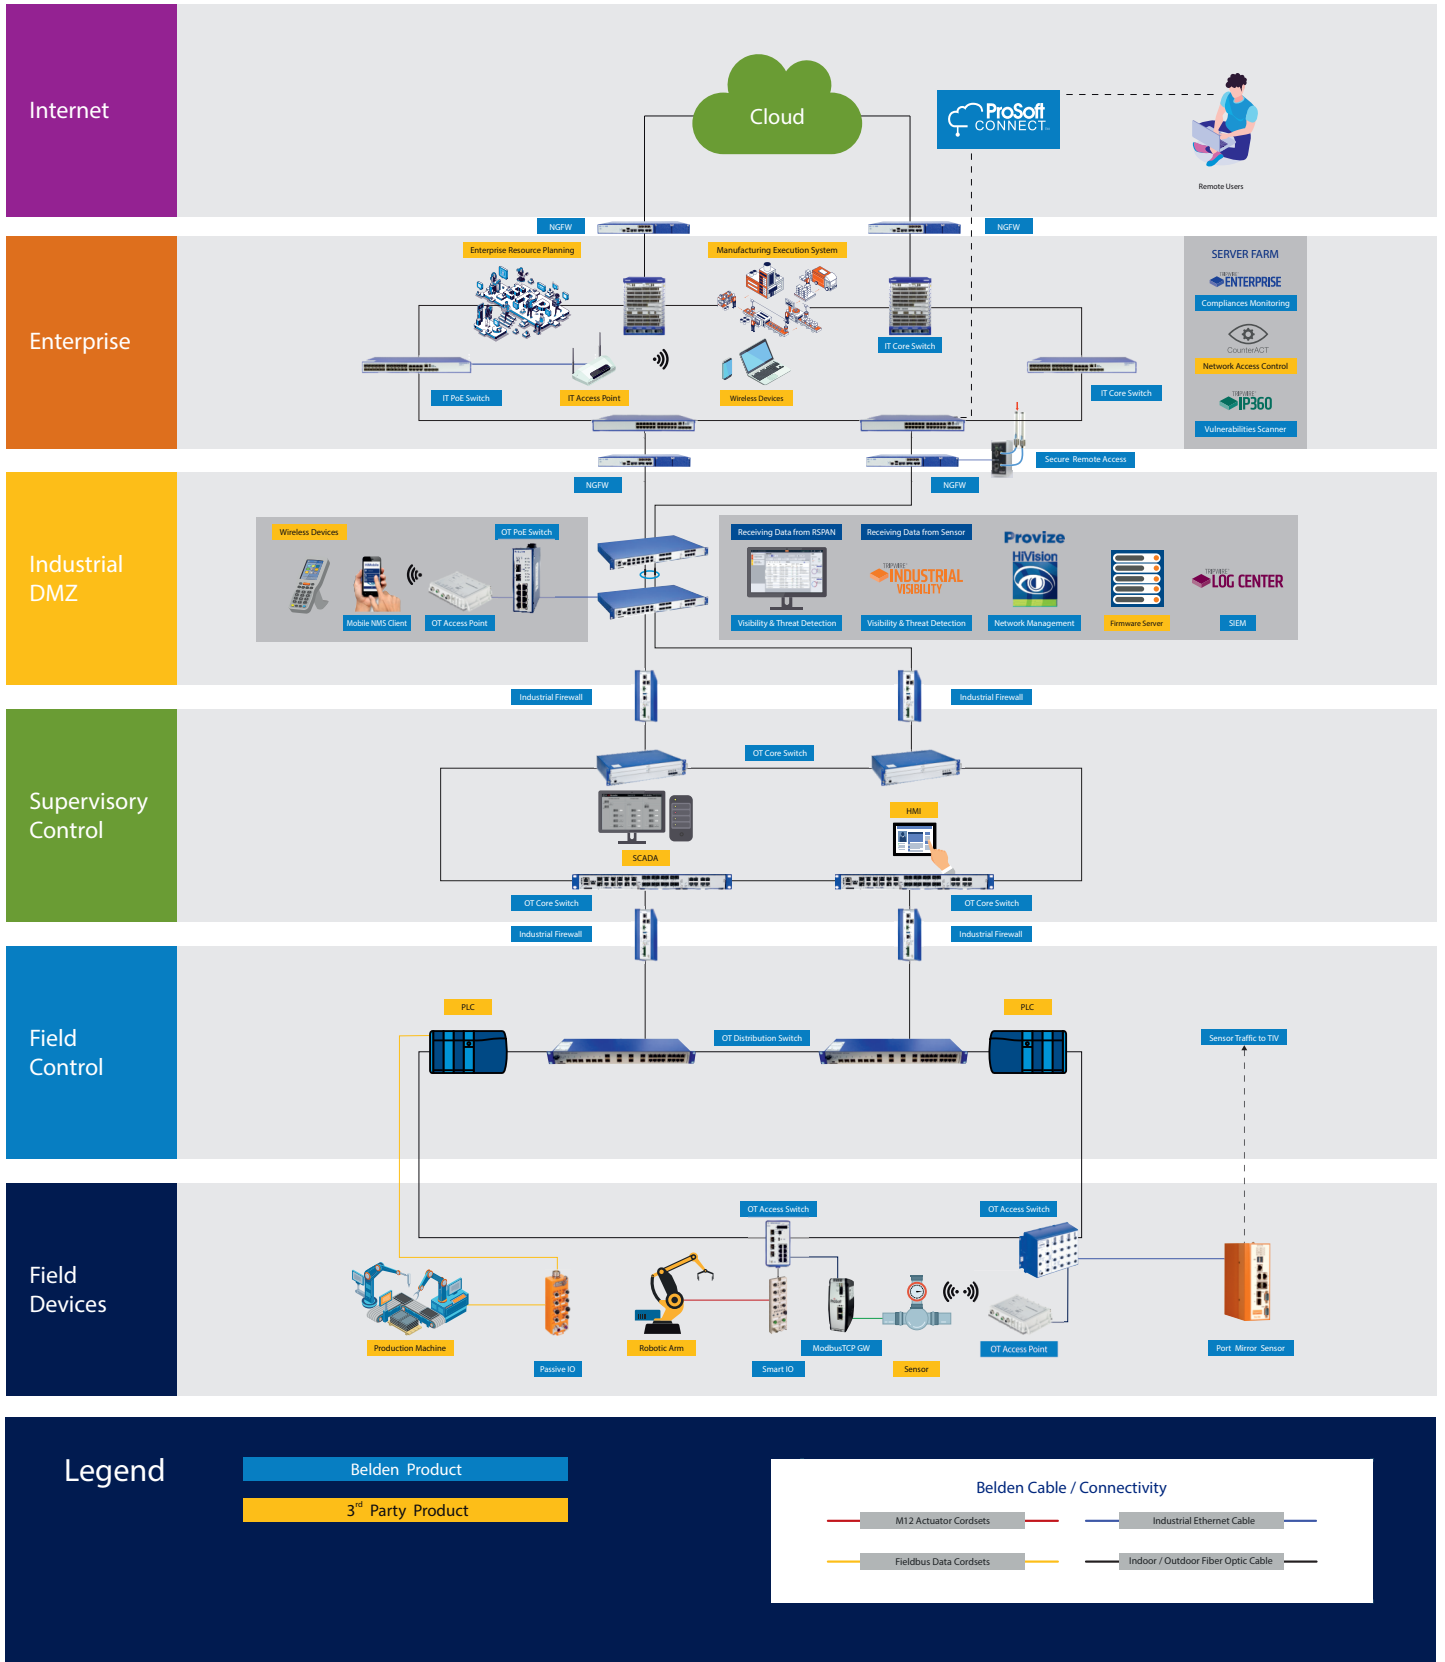 Internet
Cloud
ProSoft
CONNECT
Remote Users
NGFW
NGFW
Enterprise
Enterprise Resource Planning
Manufacturing Execution System
IT Core Switch
IT PoE Switch
IT Access Point
Wireless Devices
IT Core Switch
SERVER FARM
TRIPWIRE
ENTERPRISE
Compliances Monitoring
CounterACT
Network Access Control
TRIPWIRE
IP360
Vulnerabilities Scanner
Secure Remote Access
NGFW
NGFW
Industrial
DMZ
Wireless Devices
OT PoE Switch
Mobile NMS Client
OT Access Point
Receiving Data from RSPAN
Visibility & Threat Detection
Receiving Data from Sensor
TRIPWIRE
INDUSTRIAL
VISIBILITY
Visibility & Threat Detection
Provize
HiVision
Network Management
Firmware Server
TRIPWIRE
LOG CENTER
SIEM
Industrial Firewall
Industrial Firewall
Supervisory
Control
OT Core Switch
SCADA
HMI
OT Core Switch
OT Core Switch
Industrial Firewall
Industrial Firewall
Field
Control
PLC
OT Distribution Switch
PLC
Sensor Traffic to TIV
Field
Devices
OT Access Switch
OT Access Switch
Production Machine
Passive IO
Robotic Arm
Smart IO
ModbusTCP GW
Sensor
OT Access Point
Port Mirror Sensor
Legend
Belden Product
3rd Party Product
Belden Cable / Connectivity
M12 Actuator Cordsets
Industrial Ethernet Cable
Fieldbus Data Cordsets
Indoor / Outdoor Fiber Optic Cable